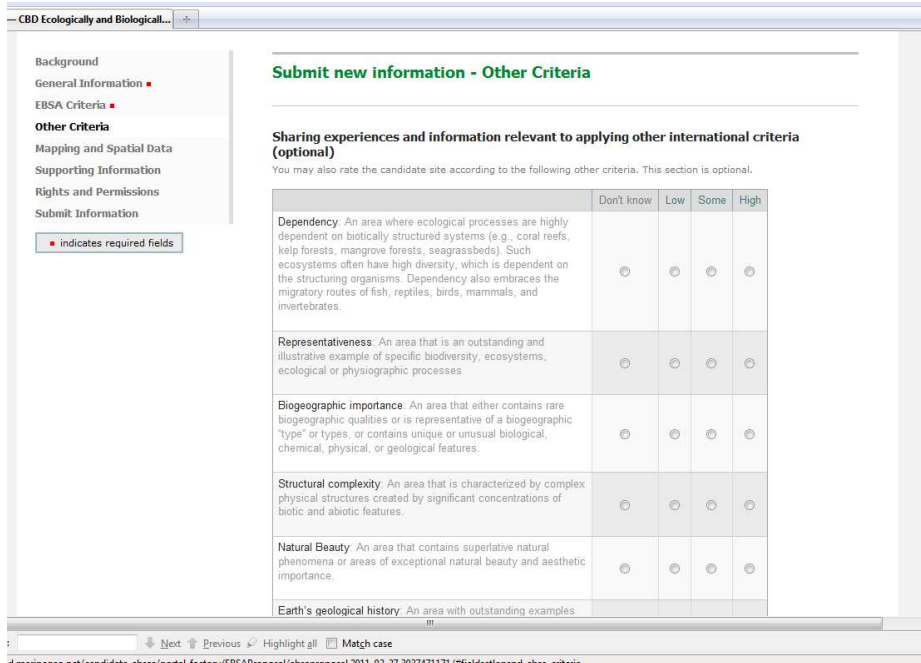 CBD Ecologically and Biologicall...
Background
General Information
EBSA Criteria
Other Criteria
Mapping and Spatial Data
Supporting Information
Rights and Permissions
Submit Information
indicates required fields
Submit new information - Other Criteria
Sharing experiences and information relevant to applying other international criteria
(optional)
You may also rate the candidate site according to the following other criteria. This section is optional.
Don't know Low Some High
Dependency: An area where ecological processes are highly
dependent on biotically structured systems (e.g., coral reefs,
kelp forests, mangrove forests, seagrassbeds). Such
ecosystems often have high diversity, which is dependent on
the structuring organisms. Dependency also embraces the
migratory routes of fish, reptiles, birds, mammals, and
invertebrates.
Representativeness: An area that is an outstanding and
illustrative example of specific biodiversity, ecosystems,
ecological or physiographic processes
Biogeographic importance: An area that either contains rare
biogeographic qualities or is representative of a biogeographic
"type" or types, or contains unique or unusual biological,
chemical, physical, or geological features.
Structural complexity: An area that is characterized by complex
physical structures created by significant concentrations of
biotic and abiotic features.
Natural Beauty: An area that contains superlative natural
phenomena or areas of exceptional natural beauty and aesthetic
importance.
Earth's geological history: An area with outstanding examples
Next Previous Highlight all Match case